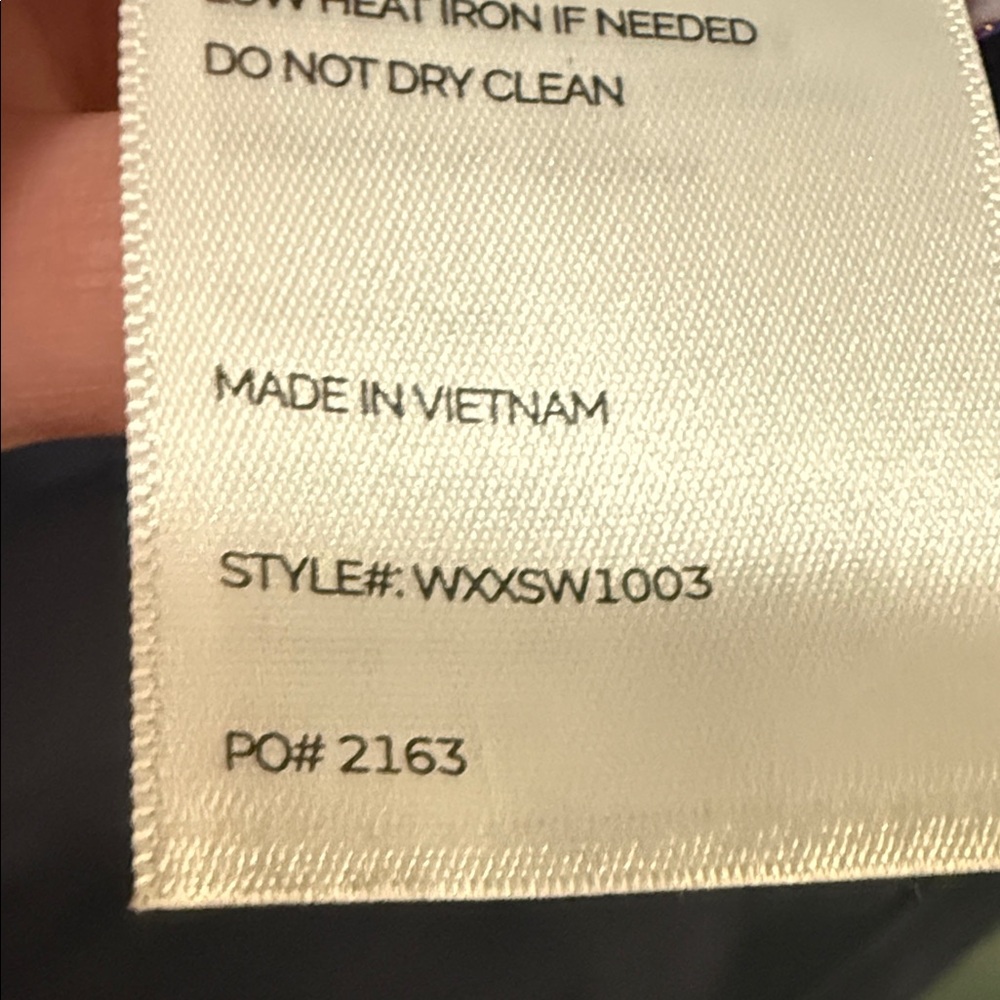 LOW HEAT IRON IF NEEDED
DO NOT DRY CLEAN
MADE IN VIETNAM
STYLE#: WXXSW1003
PO# 2163